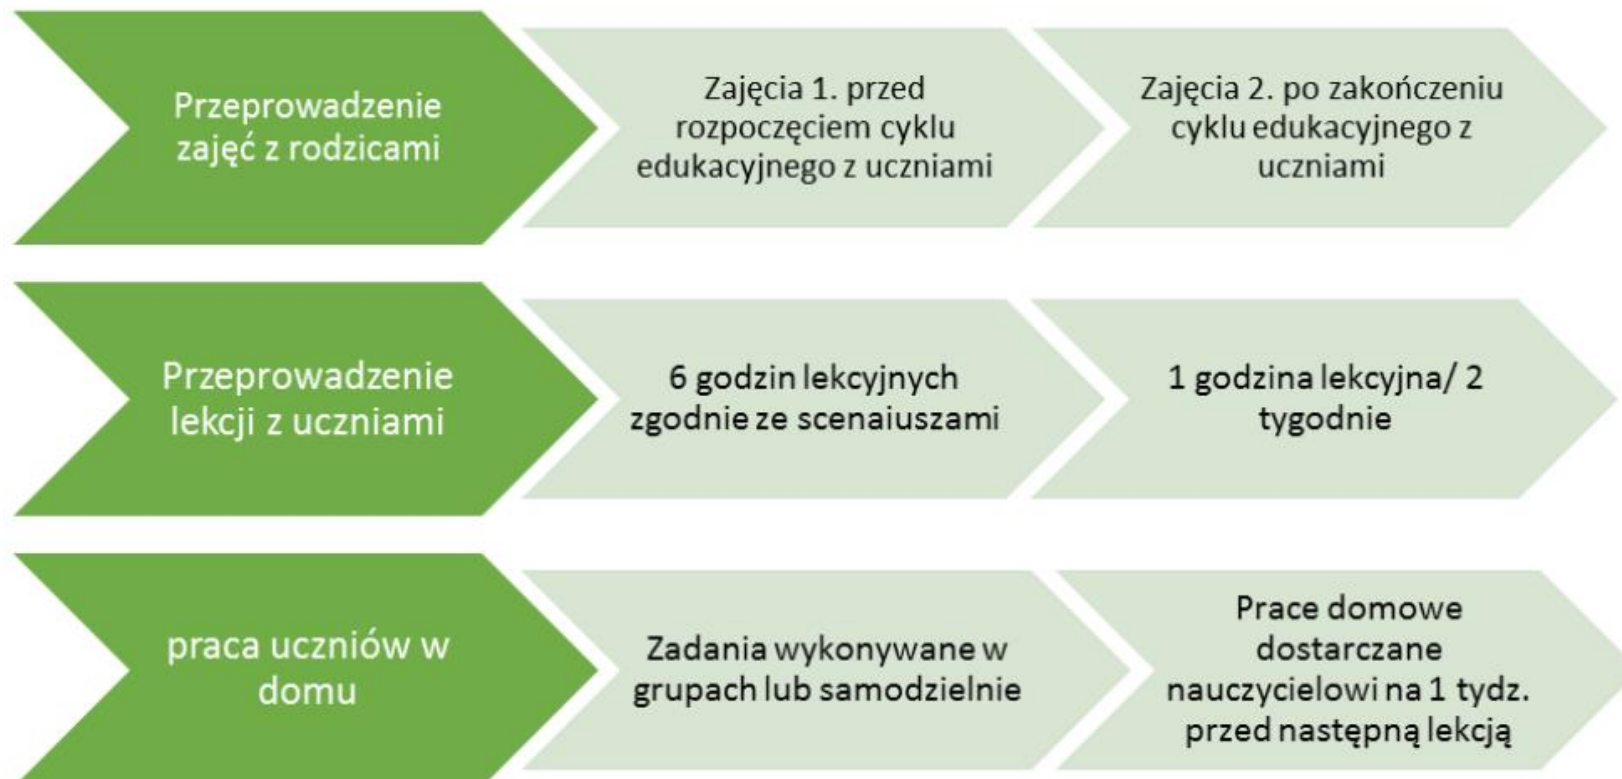 Przeprowadzenie
zajęć z rodzicami
Zajęcia 1. przed
rozpoczęciem cyklu
edukacyjnego z uczniami
Zajęcia 2. po zakończeniu
cyklu edukacyjnego z
uczniami
Przeprowadzenie
lekcji z uczniami
6 godzin lekcyjnych
zgodnie ze scenaiuszami
1 godzina lekcyjna/ 2
tygodnie
praca uczniów w
domu
Zadania wykonywane w
grupach lub samodzielnie
Prace domowe
dostarczane
nauczycielowi na 1 tydz.
przed następną lekcją